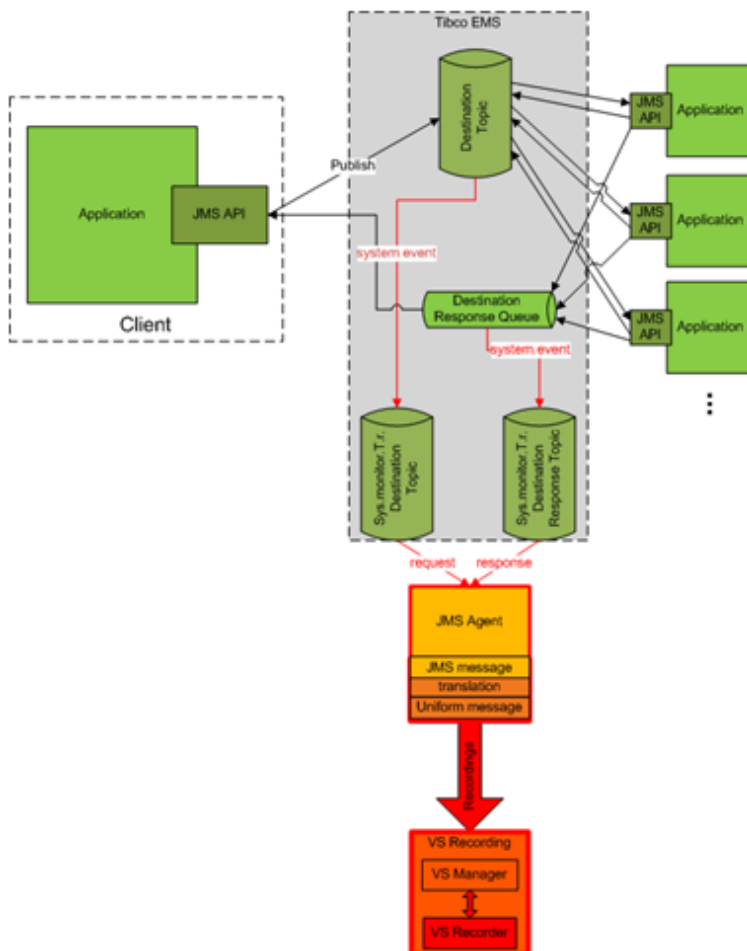 Tibco EMS
Destination
Topic
JMS
API
Application
Publish
Application
JMS API
Client
JMS
API
Application
system event
Destination
Response Queue
system.event
JMS
API
Application
...
Sys.monitor.T.r.
Destination
Topic
Sys.monitor.T.r.
Destination
Response Topic
request
response
JMS Agent
JMS message
translation
Uniform message
Recordings
VS Recording
VS Manager
VS Recorder